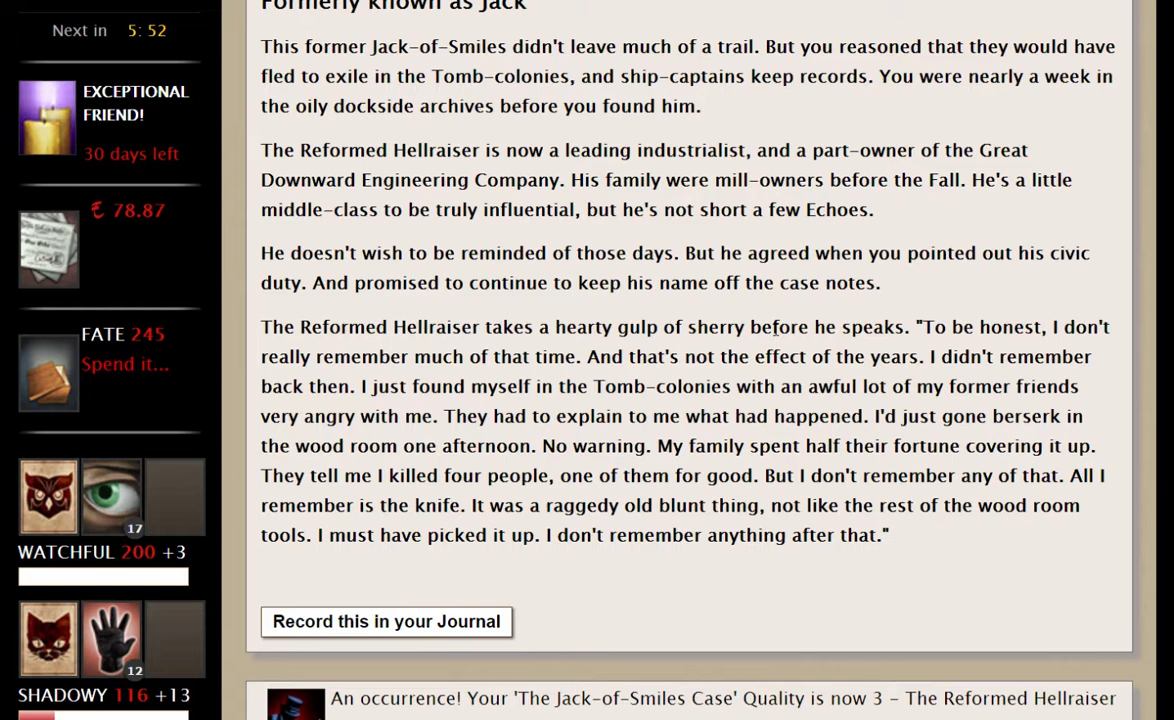 Formerly known as Jack
Next in 5: 52
This former Jack-of-Smiles didn't leave much of a trail. But you reasoned that they would have
fled to exile in the Tomb-colonies, and ship-captains keep records. You were nearly a week in
the oily dockside archives before you found him.
EXCEPTIONAL
FRIEND!
30 days left
The Reformed Hellraiser is now a leading industrialist, and a part-owner of the Great
Downward Engineering Company. His family were mill-owners before the Fall. He's a little
middle-class to be truly influential, but he's not short a few Echoes.
78.87
He doesn't wish to be reminded of those days. But he agreed when you pointed out his civic
duty. And promised to continue to keep his name off the case notes.
FATE 245
Spend it...
The Reformed Hellraiser takes a hearty gulp of sherry before he speaks. "To be honest, I don't
really remember much of that time. And that's not the effect of the years. I didn't remember
back then. I just found myself in the Tomb-colonies with an awful lot of my former friends
very angry with me. They had to explain to me what had happened. I'd just gone berserk in
the wood room one afternoon. No warning. My family spent half their fortune covering it up.
They tell me I killed four people, one of them for good. But I don't remember any of that. All I
remember is the knife. It was a raggedy old blunt thing, not like the rest of the wood room
tools. I must have picked it up. I don't remember anything after that."
17
WATCHFUL 200 +3
12
SHADOWY 116 +13
Record this in your Journal
An occurrence! Your 'The Jack-of-Smiles Case' Quality is now 3 - The Reformed Hellraiser